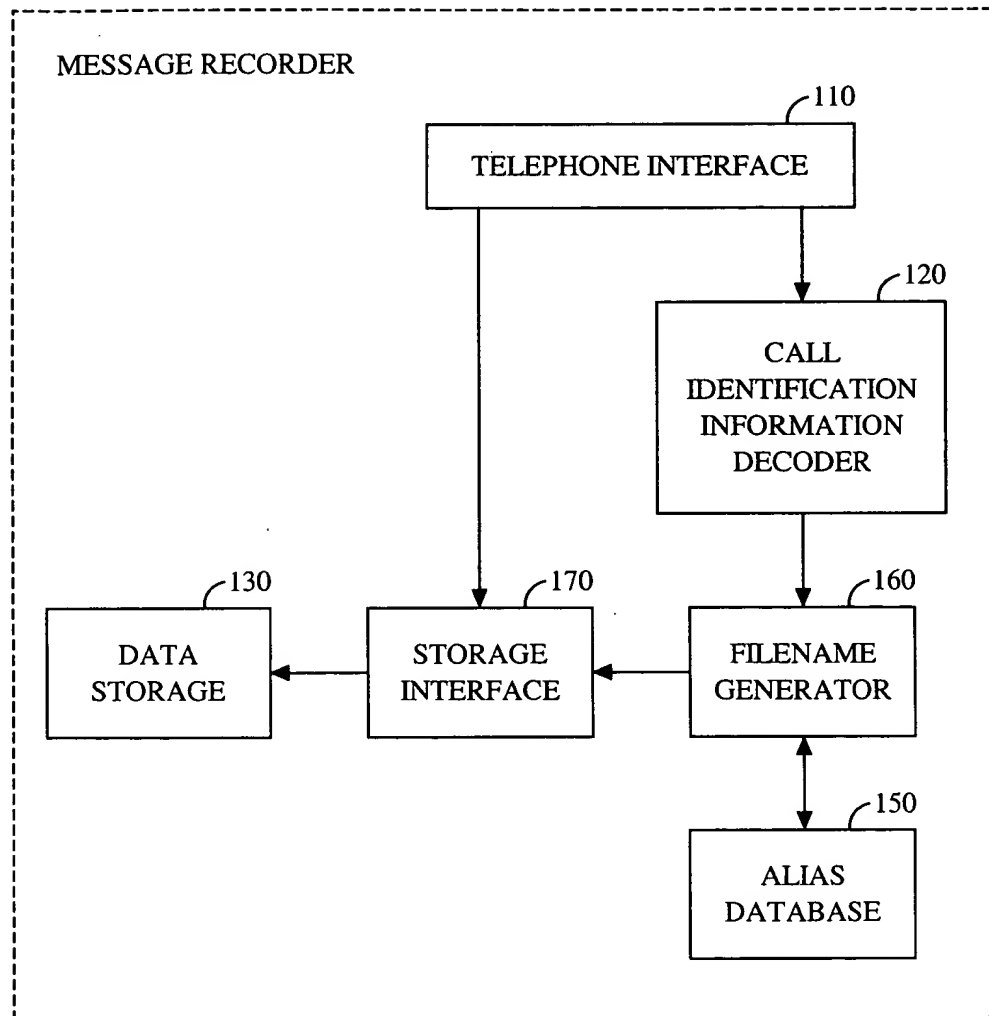 MESSAGE RECORDER
110
TELEPHONE INTERFACE
120
CALL
IDENTIFICATION
INFORMATION
DECODER
130
DATA
STORAGE
170
STORAGE
INTERFACE
160
FILENAME
GENERATOR
150
ALIAS
DATABASE